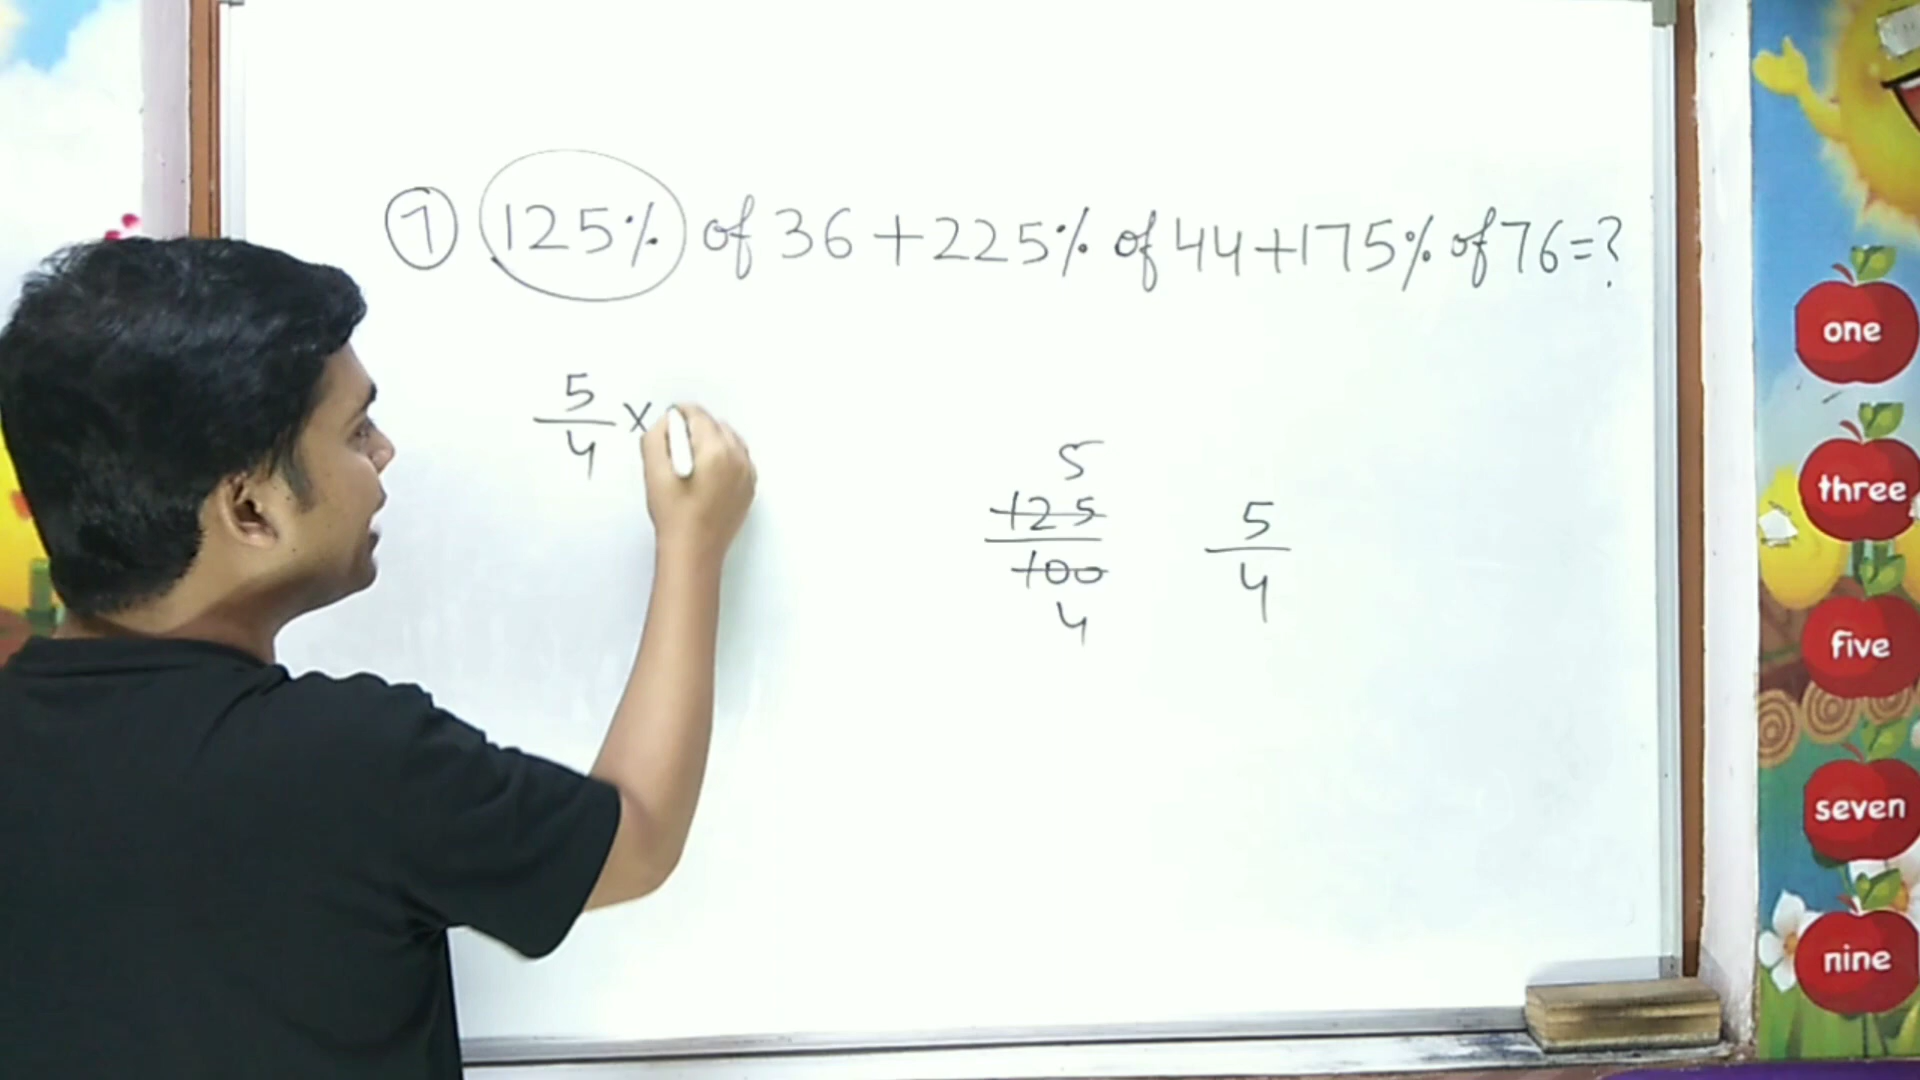 ① 125% of 36 + 225% of 44 + 175% of 76 = ?
5/4 ×
5
125/100
4
5/4
one
three
five
seven
nine